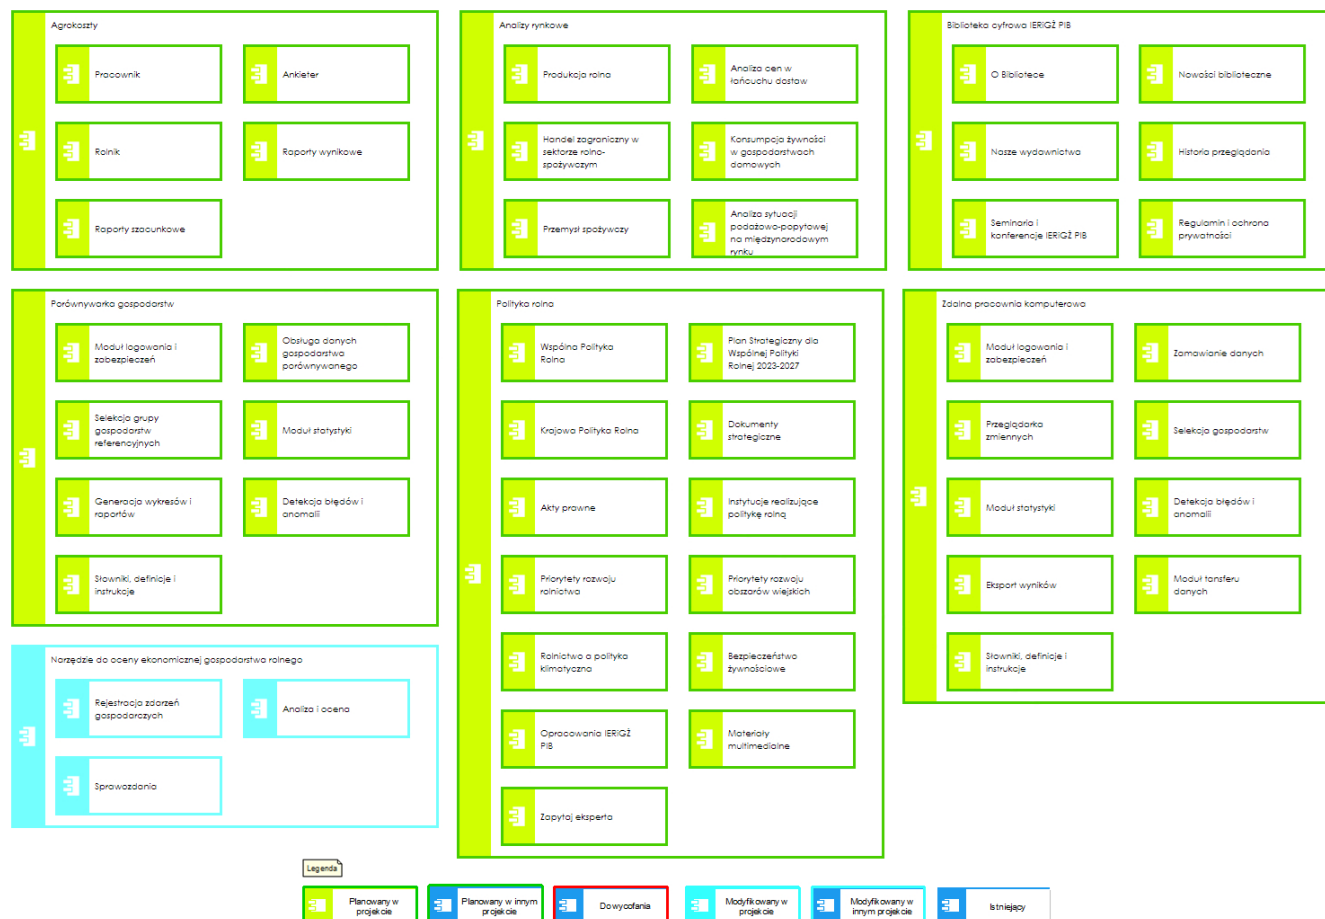 Agrokoszty
Pracownik
Ankieter
Rolnik
Raporty wynikowe
Raporty szacunkowe
Analizy rynkowe
Produkcja rolna
Analiza cen w
łańcuchu dostaw
Handel zagraniczny w
sektorze rolno-
spożywczym
Konsumpcja żywności
w gospodarstwach
domowych
Przemysł spożywczy
Analiza sytuacji
podażowo-popytowej
na międzynarodowym
rynku
Biblioteka cyfrowa IERiGŻ PIB
O Bibliotece
Nowości biblioteczne
Nasze wydawnictwa
Historia przeglądania
Seminaria i
konferencje IERiGŻ PIB
Regulamin i ochrona
prywatności
Porównywarka gospodarstw
Moduł logowania i
zabezpieczeń
Obsługa danych
gospodarstwa
porównywanego
Selekcja grupy
gospodarstw
referencyjnych
Moduł statystyki
Generacja wykresów i
raportów
Detekcja błędów i
anomalii
Słowniki, definicje i
instrukcje
Polityka rolna
Wspólna Polityka
Rolna
Plan Strategiczny dla
Wspólnej Polityki
Rolnej 2023-2027
Krajowa Polityka Rolna
Dokumenty
strategiczne
Akty prawne
Instytucje realizujące
politykę rolną
Priorytety rozwoju
rolnictwa
Priorytety rozwoju
obszarów wiejskich
Rolnictwo a polityka
klimatyczna
Bezpieczeństwo
żywnościowe
Opracowania IERiGŻ
PIB
Materiały
multimedialne
Zapytaj eksperta
Zdalna pracownia komputerowa
Moduł logowania i
zabezpieczeń
Zamawianie danych
Przeglądarka
zmiennych
Selekcja gospodarstw
Moduł statystyki
Detekcja błędów i
anomalii
Eksport wyników
Moduł tansferu
danych
Słowniki, definicje i
instrukcje
Narzędzie do oceny ekonomicznej gospodarstwa rolnego
Rejestracja zdarzeń
gospodarczych
Analiza i ocena
Sprawozdania
Legenda
Planowany w
projekcie
Planowany w innym
projekcie
Do wycofania
Modyfikowany w
projekcie
Modyfikowany w
innym projekcie
Istniejący